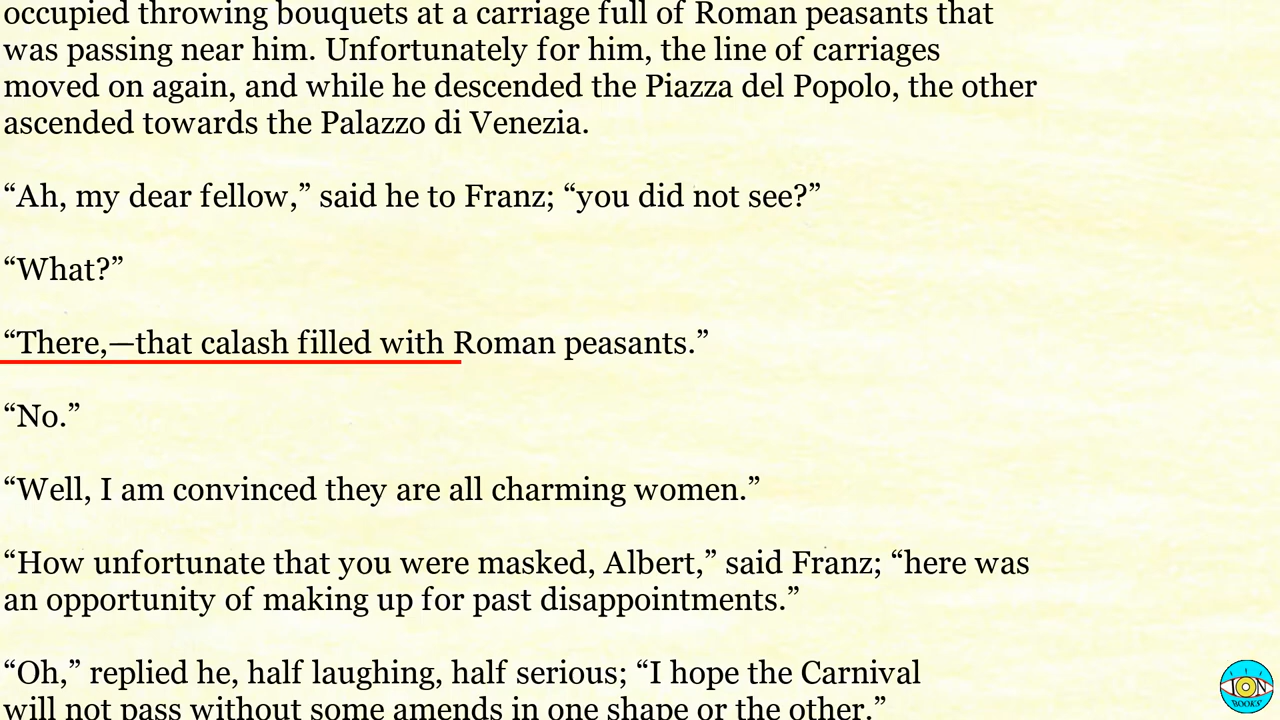 occupied throwing bouquets at a carriage full of Roman peasants that
was passing near him. Unfortunately for him, the line of carriages
moved on again, and while he descended the Piazza del Popolo, the other
ascended towards the Palazzo di Venezia.
“Ah, my dear fellow,” said he to Franz; “you did not see?”
“What?”
“There,—that calash filled with Roman peasants.”
“No.”
“Well, I am convinced they are all charming women.”
“How unfortunate that you were masked, Albert,” said Franz; “here was
an opportunity of making up for past disappointments.”
“Oh,” replied he, half laughing, half serious; “I hope the Carnival
will not pass without some amends in one shape or the other.”
ION
BOOKS